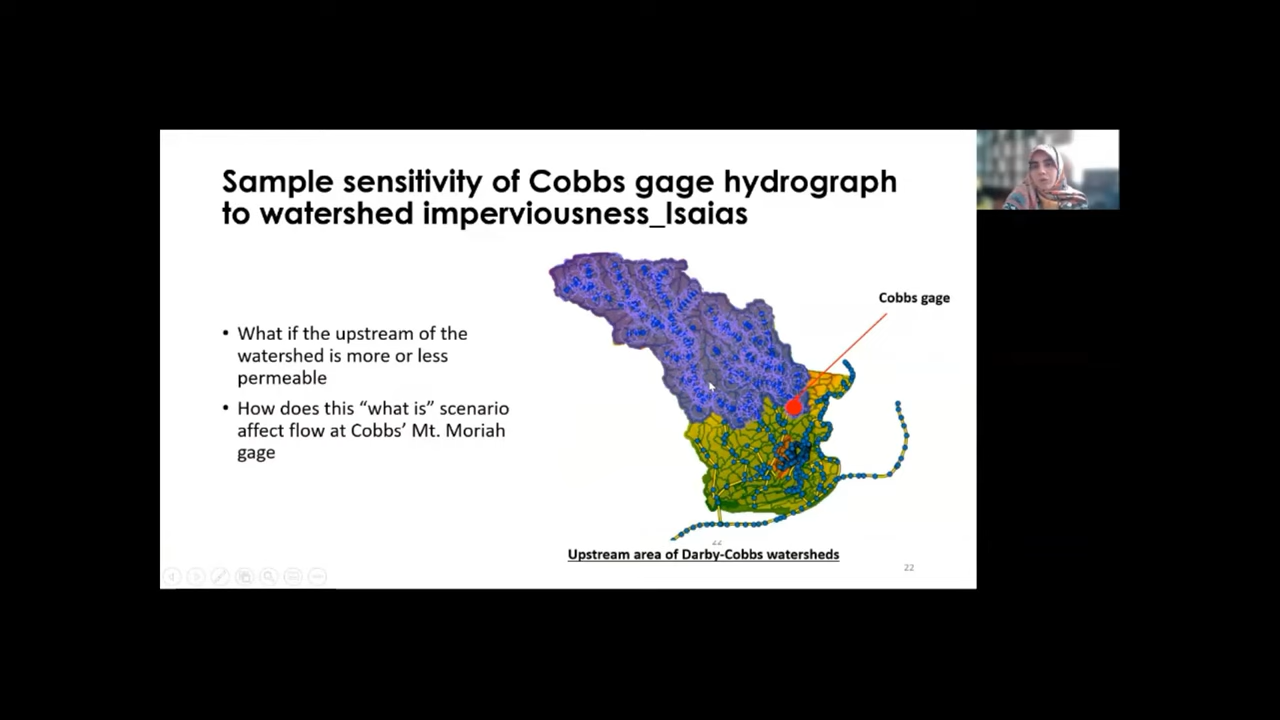 Sample sensitivity of Cobbs gage hydrograph
to watershed imperviousness_Isaias
• What if the upstream of the
watershed is more or less
permeable
• How does this “what is” scenario
affect flow at Cobbs’ Mt. Moriah
gage
Cobbs gage
Upstream area of Darby-Cobbs watersheds
22